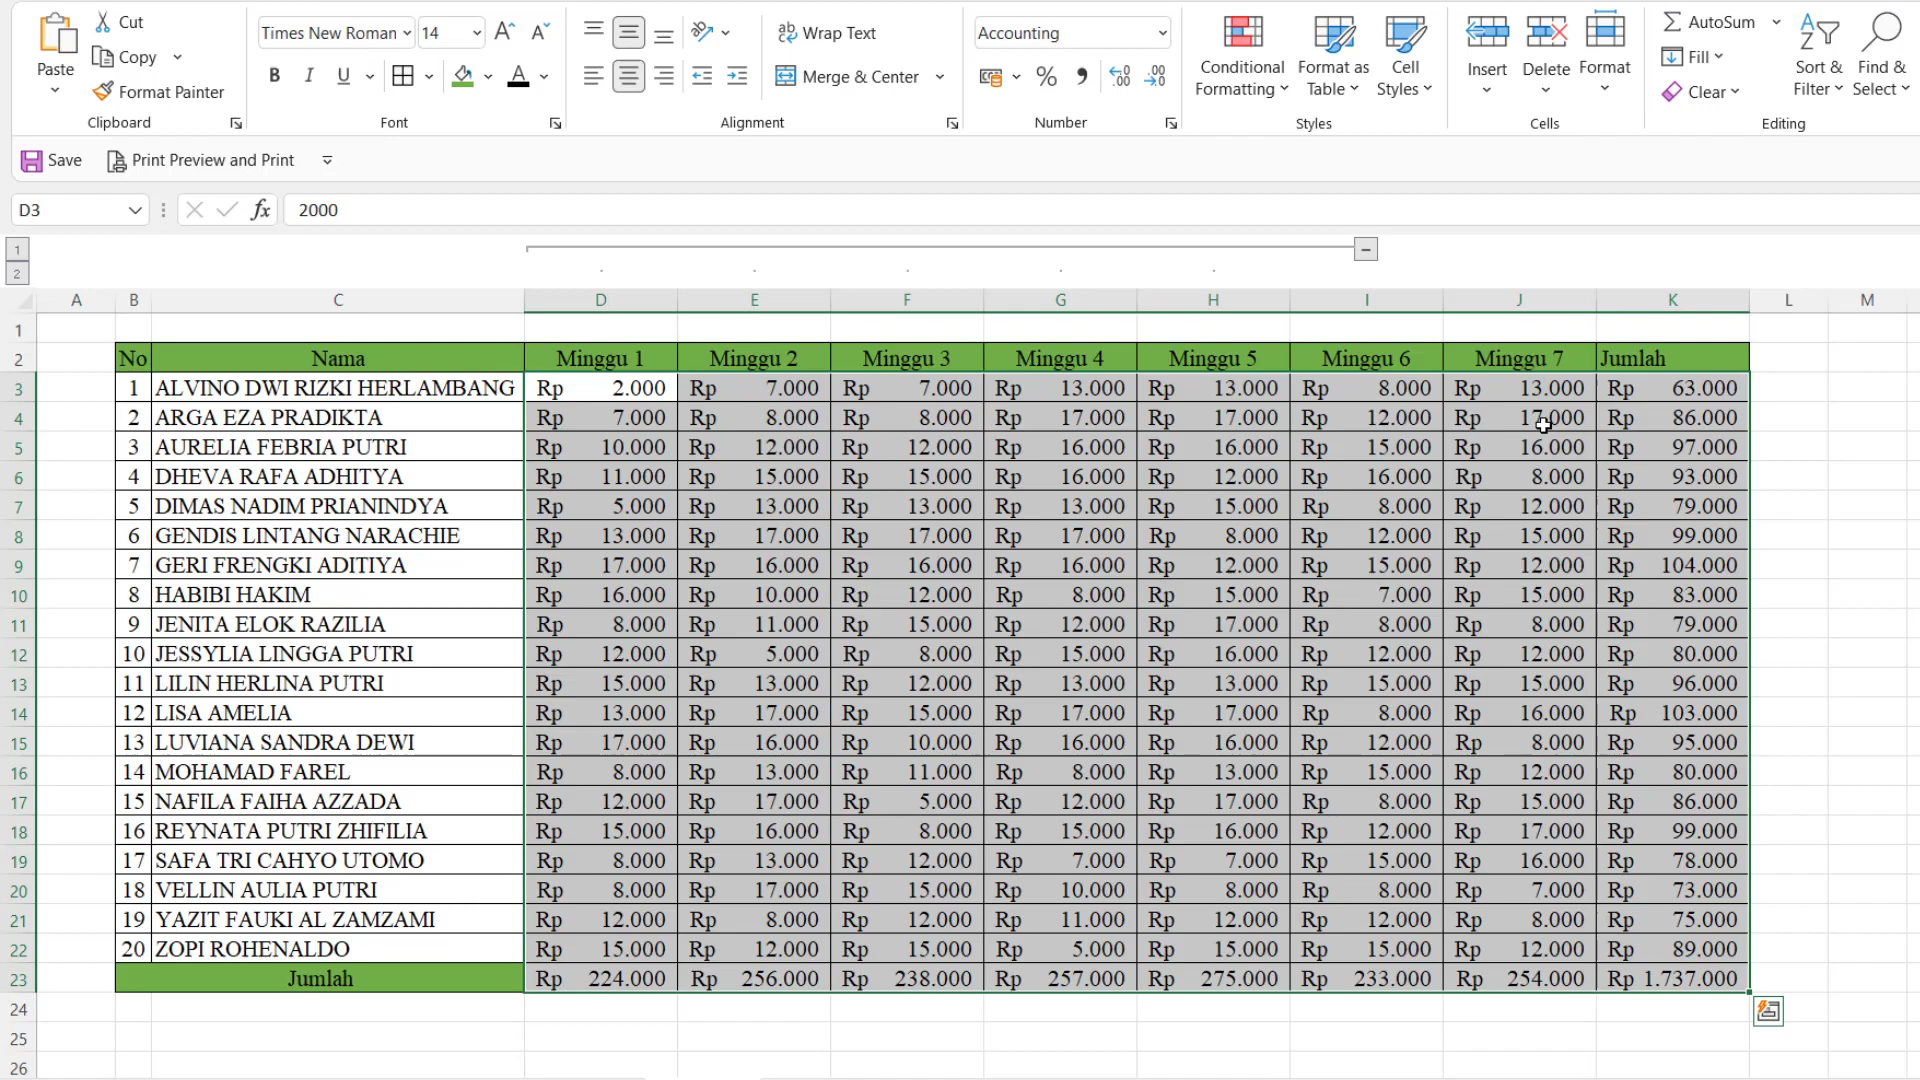 Cut
Copy
Format Painter
Paste
Clipboard
Times New Roman 14
B I U A
Font
Wrap Text
Merge & Center
Alignment
Accounting
%
Number
Conditional Formatting
Format as Table
Cell Styles
Styles
Insert
Delete
Format
Cells
AutoSum
Fill
Clear
Sort & Filter
Find & Select
Editing
Save Print Preview and Print
D3 fx 2000
1
2
A B C D E F G H I J K L M
1
2 No Nama Minggu 1 Minggu 2 Minggu 3 Minggu 4 Minggu 5 Minggu 6 Minggu 7 Jumlah
3 1 ALVINO DWI RIZKI HERLAMBANG Rp 2.000 Rp 7.000 Rp 7.000 Rp 13.000 Rp 13.000 Rp 8.000 Rp 13.000 Rp 63.000
4 2 ARGA EZA PRADIKTA Rp 7.000 Rp 8.000 Rp 8.000 Rp 17.000 Rp 17.000 Rp 12.000 Rp 17.000 Rp 86.000
5 3 AURELIA FEBRIA PUTRI Rp 10.000 Rp 12.000 Rp 12.000 Rp 16.000 Rp 16.000 Rp 15.000 Rp 16.000 Rp 97.000
6 4 DHEVA RAFA ADHITYA Rp 11.000 Rp 15.000 Rp 15.000 Rp 16.000 Rp 12.000 Rp 16.000 Rp 8.000 Rp 93.000
7 5 DIMAS NADIM PRIANINDYA Rp 5.000 Rp 13.000 Rp 13.000 Rp 13.000 Rp 15.000 Rp 8.000 Rp 12.000 Rp 79.000
8 6 GENDIS LINTANG NARACHIE Rp 13.000 Rp 17.000 Rp 17.000 Rp 17.000 Rp 8.000 Rp 12.000 Rp 15.000 Rp 99.000
9 7 GERI FRENGKI ADITIYA Rp 17.000 Rp 16.000 Rp 16.000 Rp 16.000 Rp 12.000 Rp 15.000 Rp 12.000 Rp 104.000
10 8 HABIBI HAKIM Rp 16.000 Rp 10.000 Rp 12.000 Rp 8.000 Rp 15.000 Rp 7.000 Rp 15.000 Rp 83.000
11 9 JENITA ELOK RAZILIA Rp 8.000 Rp 11.000 Rp 15.000 Rp 12.000 Rp 17.000 Rp 8.000 Rp 8.000 Rp 79.000
12 10 JESSYLIA LINGGA PUTRI Rp 12.000 Rp 5.000 Rp 8.000 Rp 15.000 Rp 16.000 Rp 12.000 Rp 12.000 Rp 80.000
13 11 LILIN HERLINA PUTRI Rp 15.000 Rp 13.000 Rp 12.000 Rp 13.000 Rp 13.000 Rp 15.000 Rp 15.000 Rp 96.000
14 12 LISA AMELIA Rp 13.000 Rp 17.000 Rp 15.000 Rp 17.000 Rp 17.000 Rp 8.000 Rp 16.000 Rp 103.000
15 13 LUVIANA SANDRA DEWI Rp 17.000 Rp 16.000 Rp 10.000 Rp 16.000 Rp 16.000 Rp 12.000 Rp 8.000 Rp 95.000
16 14 MOHAMAD FAREL Rp 8.000 Rp 13.000 Rp 11.000 Rp 8.000 Rp 13.000 Rp 15.000 Rp 12.000 Rp 80.000
17 15 NAFILA FAIHA AZZADA Rp 12.000 Rp 17.000 Rp 5.000 Rp 12.000 Rp 17.000 Rp 8.000 Rp 15.000 Rp 86.000
18 16 REYNATA PUTRI ZHIFILIA Rp 15.000 Rp 16.000 Rp 8.000 Rp 15.000 Rp 16.000 Rp 12.000 Rp 17.000 Rp 99.000
19 17 SAFA TRI CAHYO UTOMO Rp 8.000 Rp 13.000 Rp 12.000 Rp 7.000 Rp 7.000 Rp 15.000 Rp 16.000 Rp 78.000
20 18 VELLIN AULIA PUTRI Rp 8.000 Rp 17.000 Rp 15.000 Rp 10.000 Rp 8.000 Rp 8.000 Rp 7.000 Rp 73.000
21 19 YAZIT FAUKI AL ZAMZAMI Rp 12.000 Rp 8.000 Rp 12.000 Rp 11.000 Rp 12.000 Rp 12.000 Rp 8.000 Rp 75.000
22 20 ZOPI ROHENALDO Rp 15.000 Rp 12.000 Rp 15.000 Rp 5.000 Rp 15.000 Rp 15.000 Rp 12.000 Rp 89.000
23 Jumlah Rp 224.000 Rp 256.000 Rp 238.000 Rp 257.000 Rp 275.000 Rp 233.000 Rp 254.000 Rp 1.737.000
24
25
26